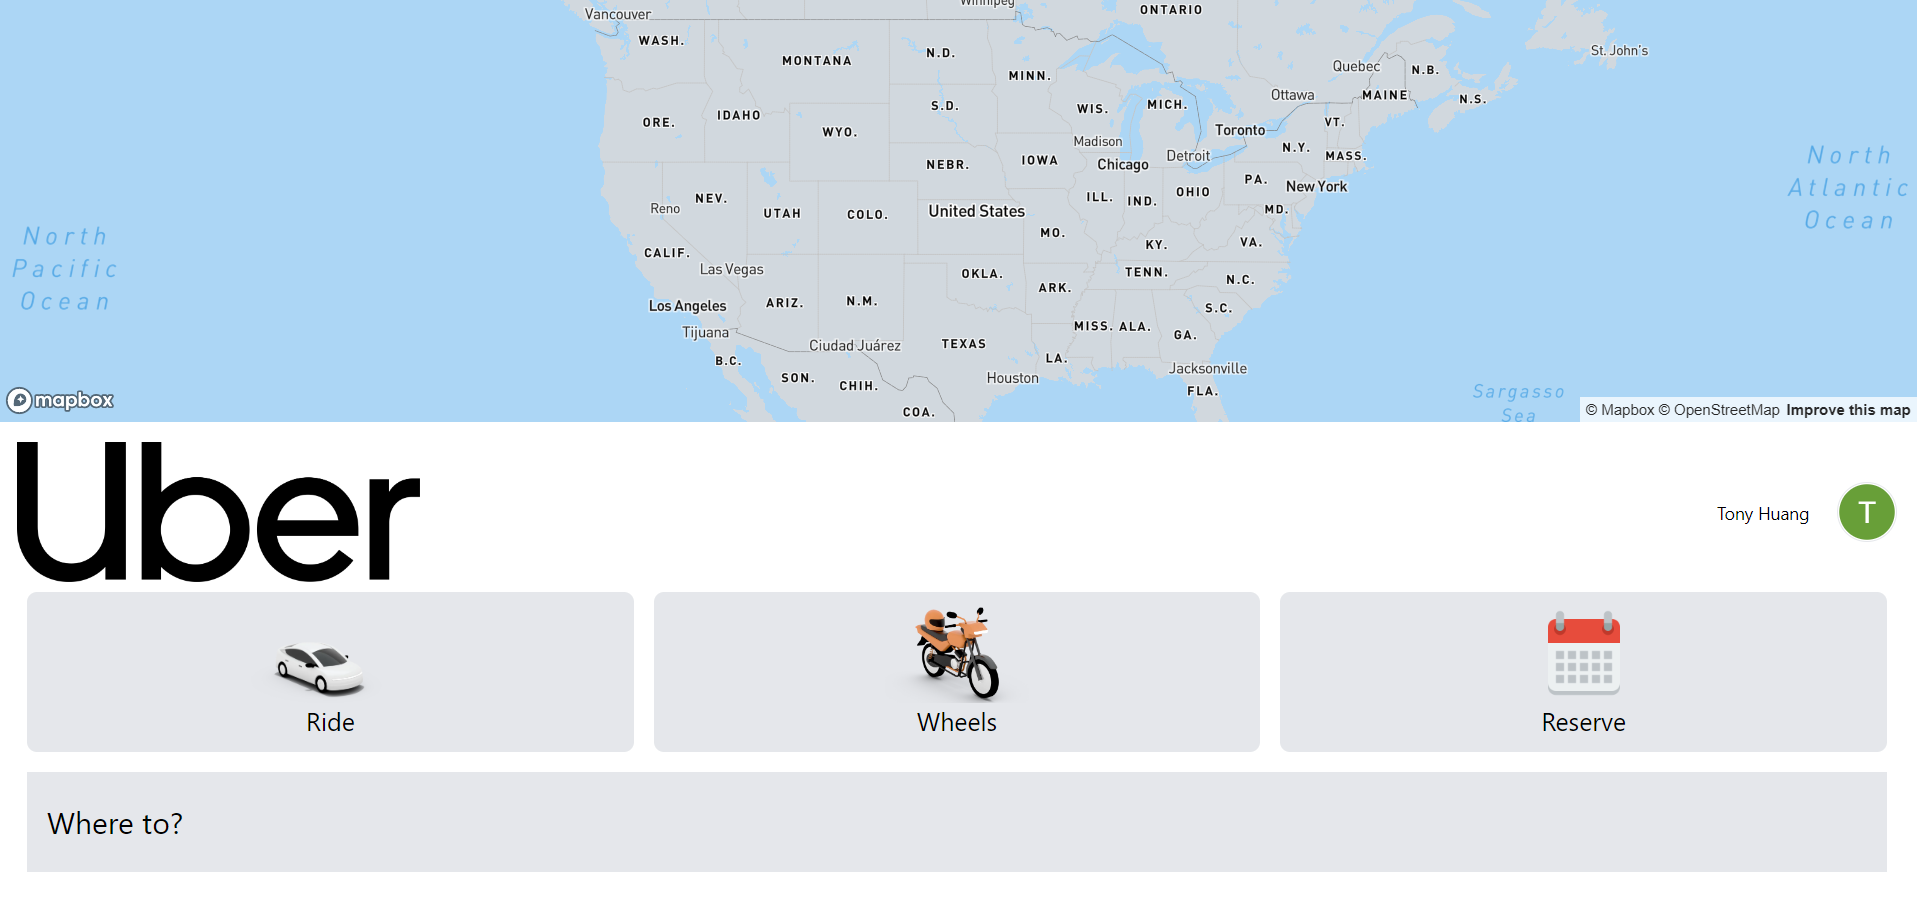 Vancouver
Winnipeg
ONTARIO
WASH.
MONTANA
N.D.
MINN.
St. John's
Quebec
N.B.
ORE.
IDAHO
WYO.
S.D.
WIS.
MICH.
Ottawa
MAINE
N.S.
Madison
Toronto
VT.
NEBR.
IOWA
Chicago
Detroit
N.Y.
MASS.
North
Atlantic
Ocean
Reno
NEV.
UTAH
COLO.
United States
ILL.
IND.
OHIO
PA.
New York
MD.
North
Pacific
Ocean
CALIF.
Las Vegas
MO.
KY.
VA.
Los Angeles
ARIZ.
N.M.
OKLA.
ARK.
TENN.
N.C.
S.C.
Tijuana
Ciudad Juárez
TEXAS
MISS.
ALA.
GA.
B.C.
SON.
CHIH.
COA.
Houston
LA.
Jacksonville
FLA.
Sargasso
Sea
mapbox
© Mapbox © OpenStreetMap Improve this map
Uber
Tony Huang
T
Ride
Wheels
Reserve
Where to?